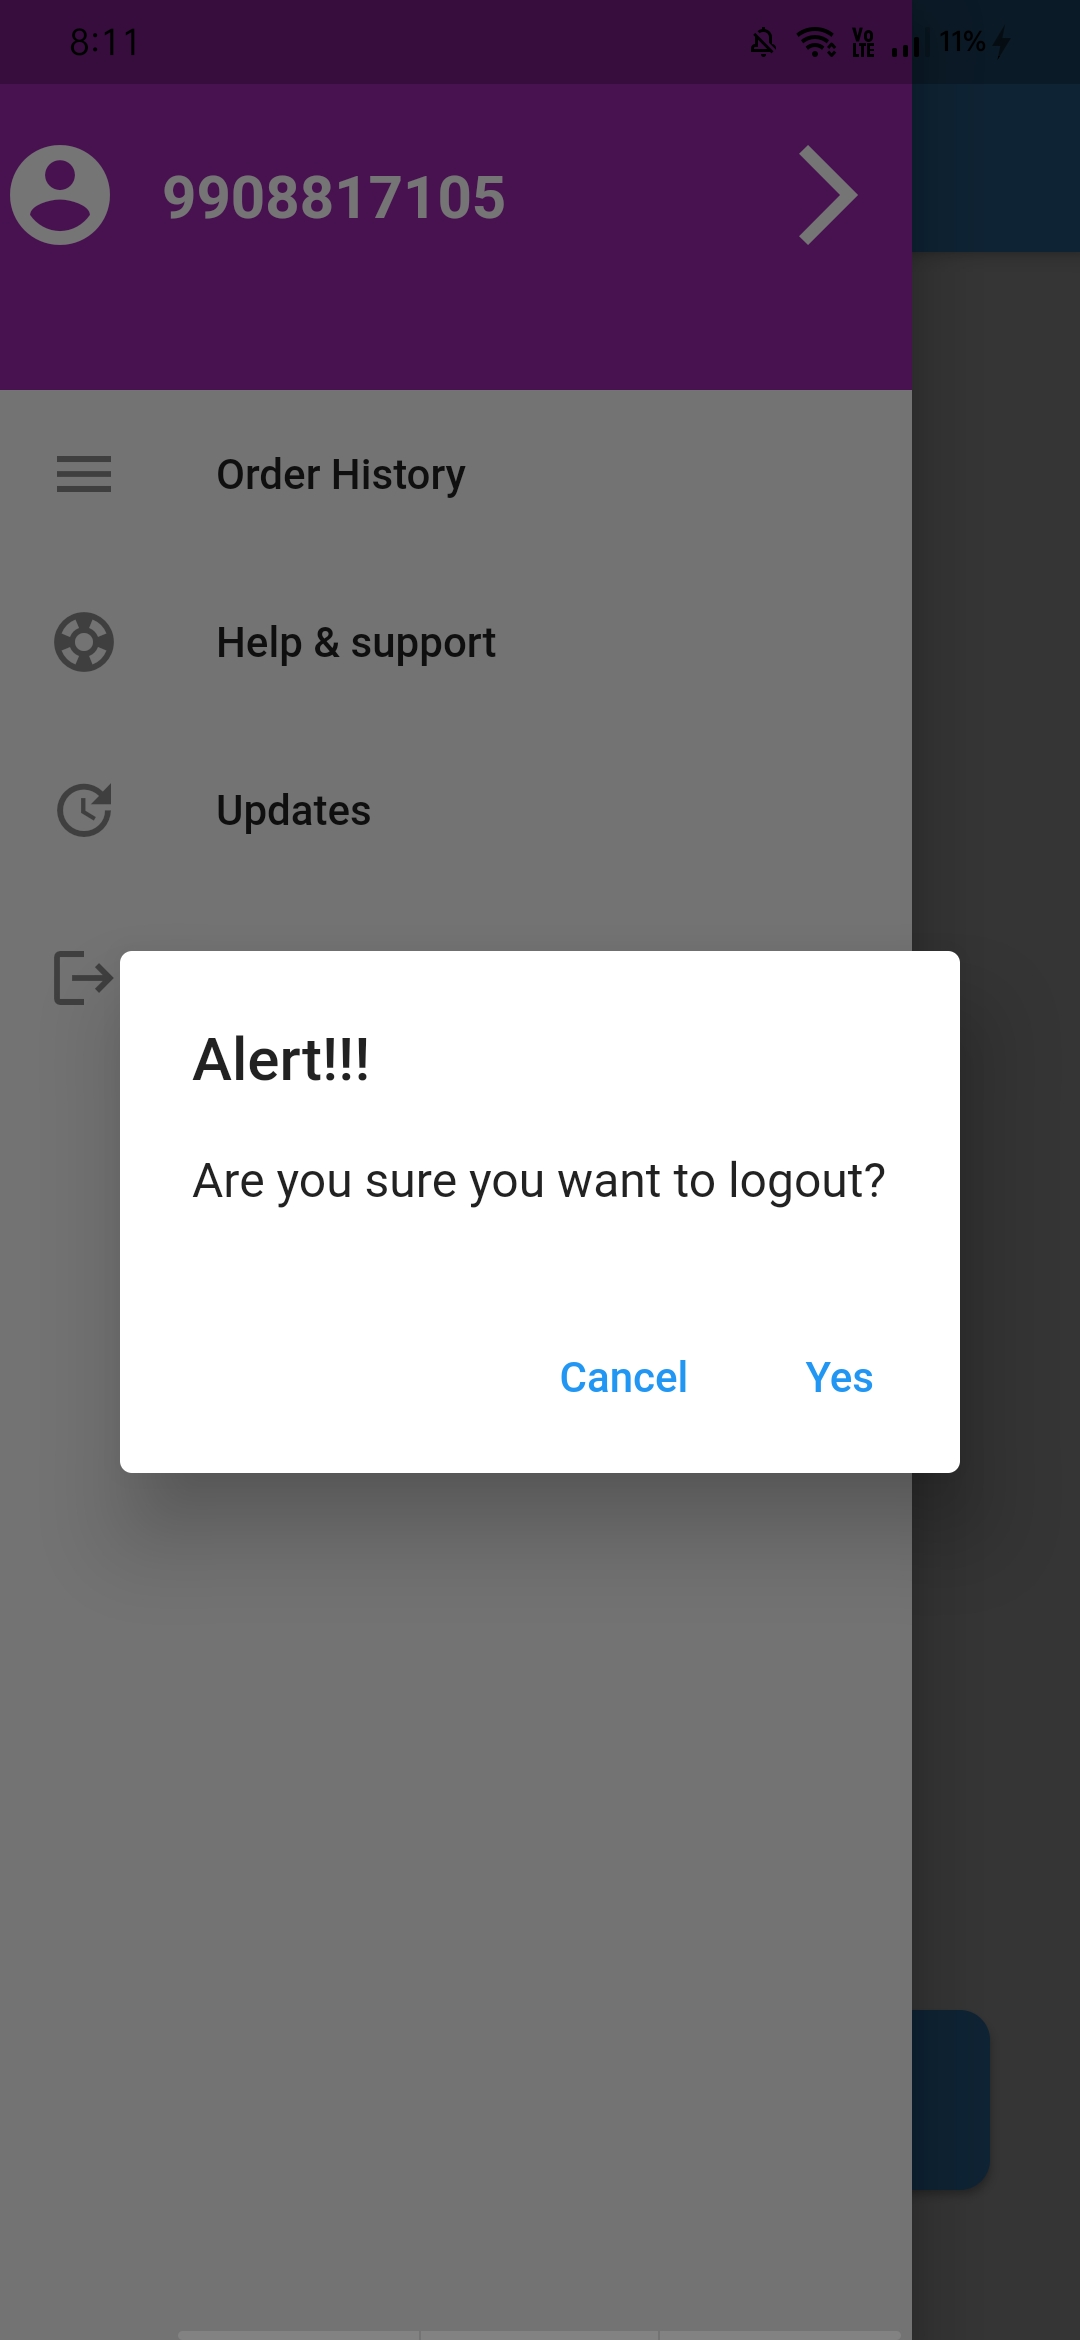 8:11
Vo
LTE
11%
9908817105
Order History
Help & support
Updates
Alert!!!
Are you sure you want to logout?
Cancel
Yes